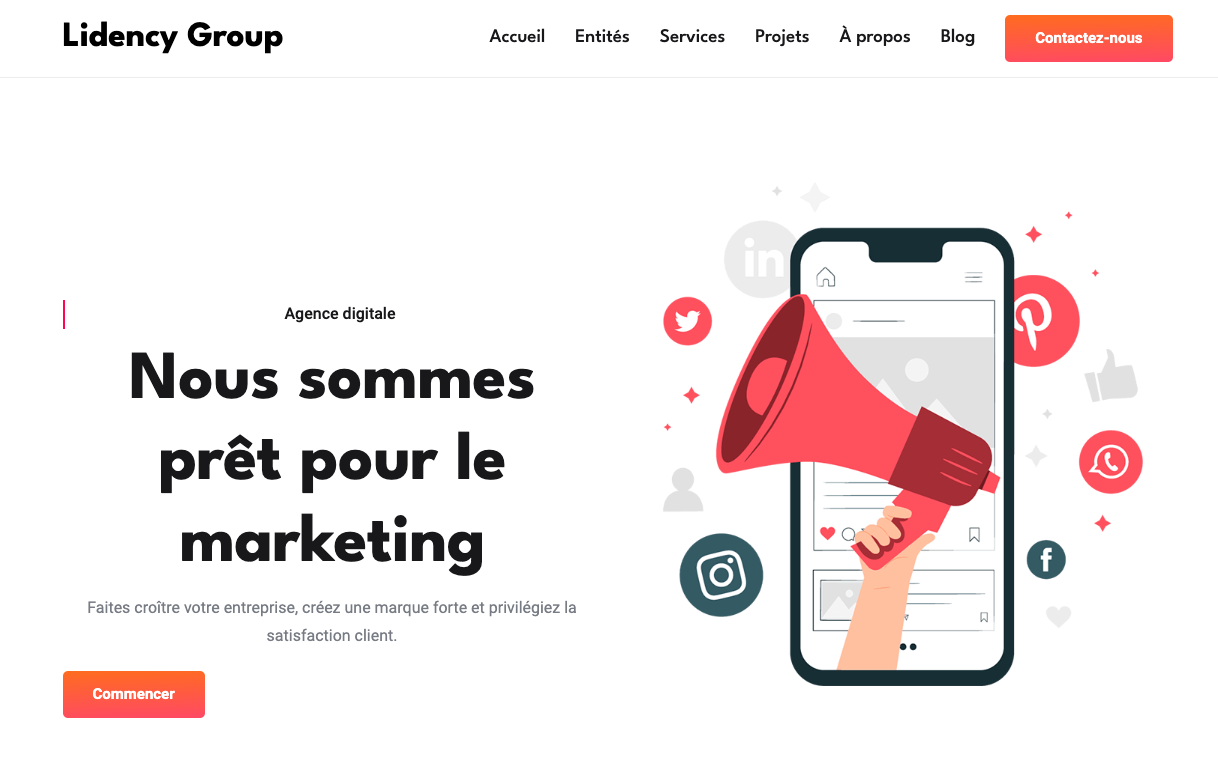 Lidency Group
Accueil Entités Services Projets À propos Blog Contactez-nous
Agence digitale
Nous sommes
prêt pour le
marketing
Faites croître votre entreprise, créez une marque forte et privilégiez la
satisfaction client.
Commencer
in
f